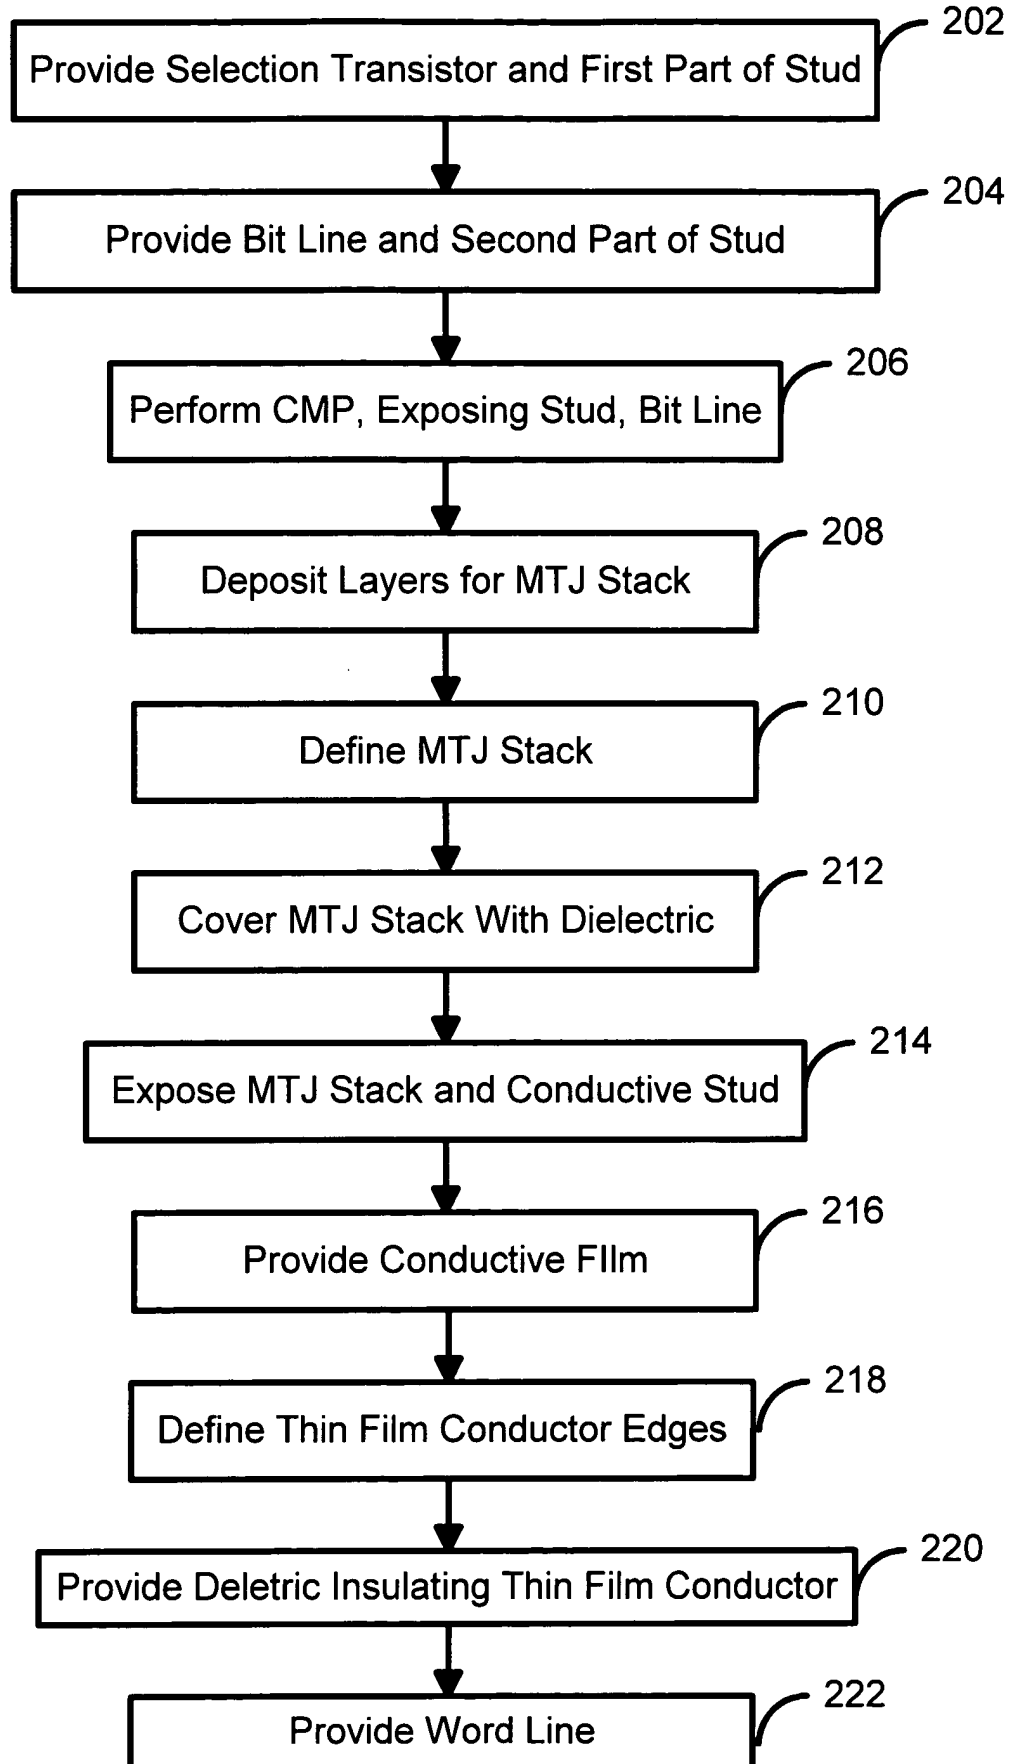 202
Provide Selection Transistor and First Part of Stud
204
Provide Bit Line and Second Part of Stud
206
Perform CMP, Exposing Stud, Bit Line
208
Deposit Layers for MTJ Stack
210
Define MTJ Stack
212
Cover MTJ Stack With Dielectric
214
Expose MTJ Stack and Conductive Stud
216
Provide Conductive FIlm
218
Define Thin Film Conductor Edges
220
Provide Deletric Insulating Thin Film Conductor
222
Provide Word Line